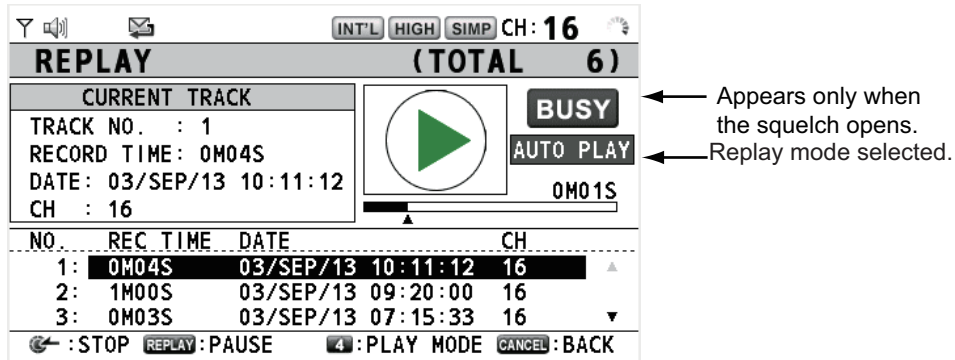 INT'L HIGH SIMP CH: 16
REPLAY (TOTAL 6)
CURRENT TRACK
TRACK NO. : 1
RECORD TIME: 0M04S
DATE: 03/SEP/13 10:11:12
CH : 16
BUSY
AUTO PLAY
0M01S
Appears only when
the squelch opens.
Replay mode selected.
NO. REC TIME DATE CH
1: 0M04S 03/SEP/13 10:11:12 16
2: 1M00S 03/SEP/13 09:20:00 16
3: 0M03S 03/SEP/13 07:15:33 16
:STOP REPLAY:PAUSE 4:PLAY MODE CANCEL:BACK